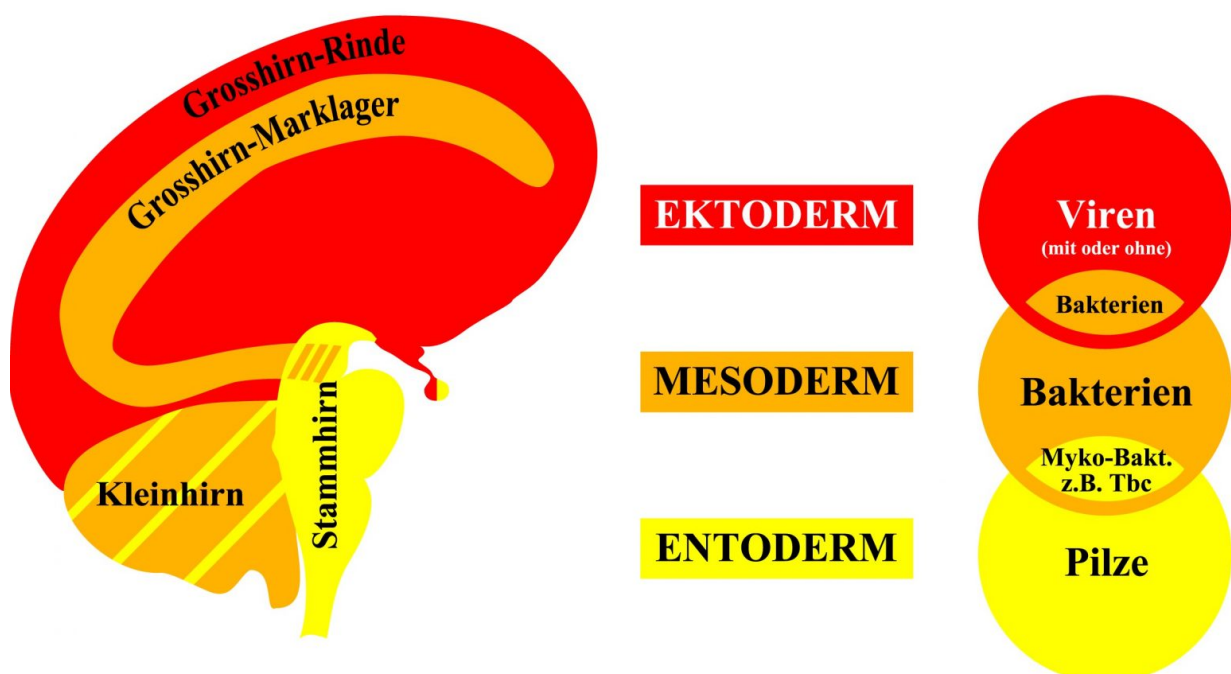 Grosshirn-Rinde
Grosshirn-Marklager
Kleinhirn
Stammhirn
EKTODERM
MESODERM
ENTODERM
Viren
(mit oder ohne)
Bakterien
Bakterien
Myko-Bakt.
z.B. Tbc
Pilze